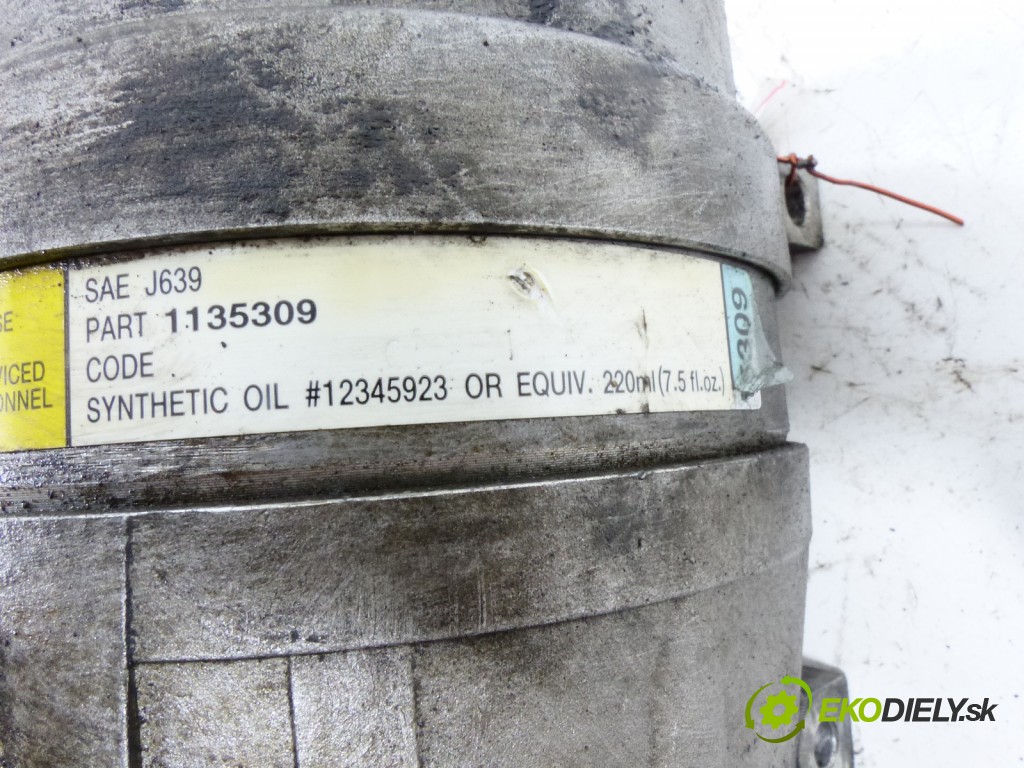 SAE J639
PART 1135309
CODE
SYNTHETIC OIL #12345923 OR EQUIV. 220ml (7.5 fl.oz.)
309
EKODIELY.sk